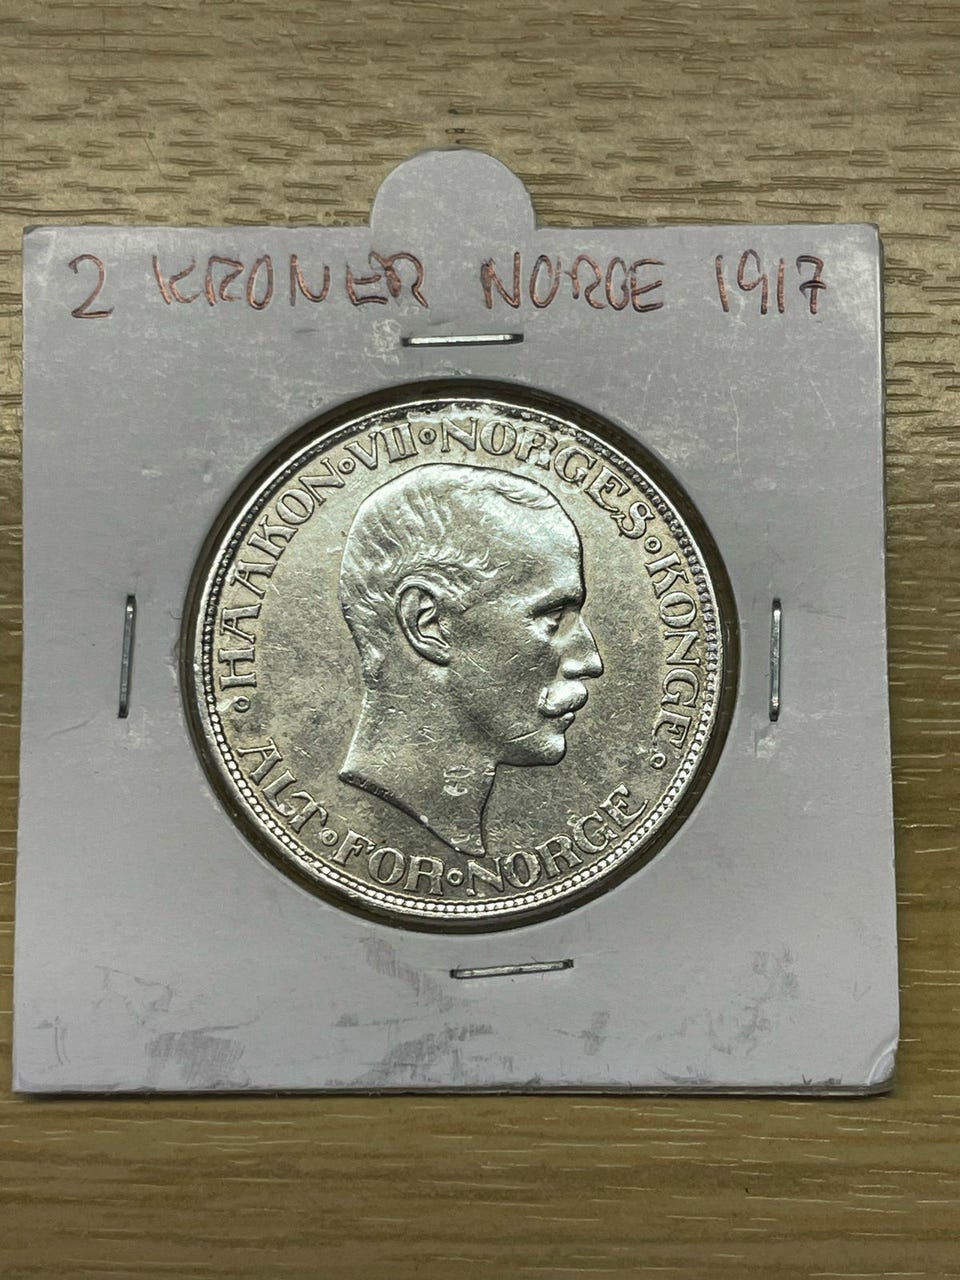 2 KRONER NORGE 1917
HAAKON∘VII∘NORGES∘KONGE∘
ALT∘FOR∘NORGE